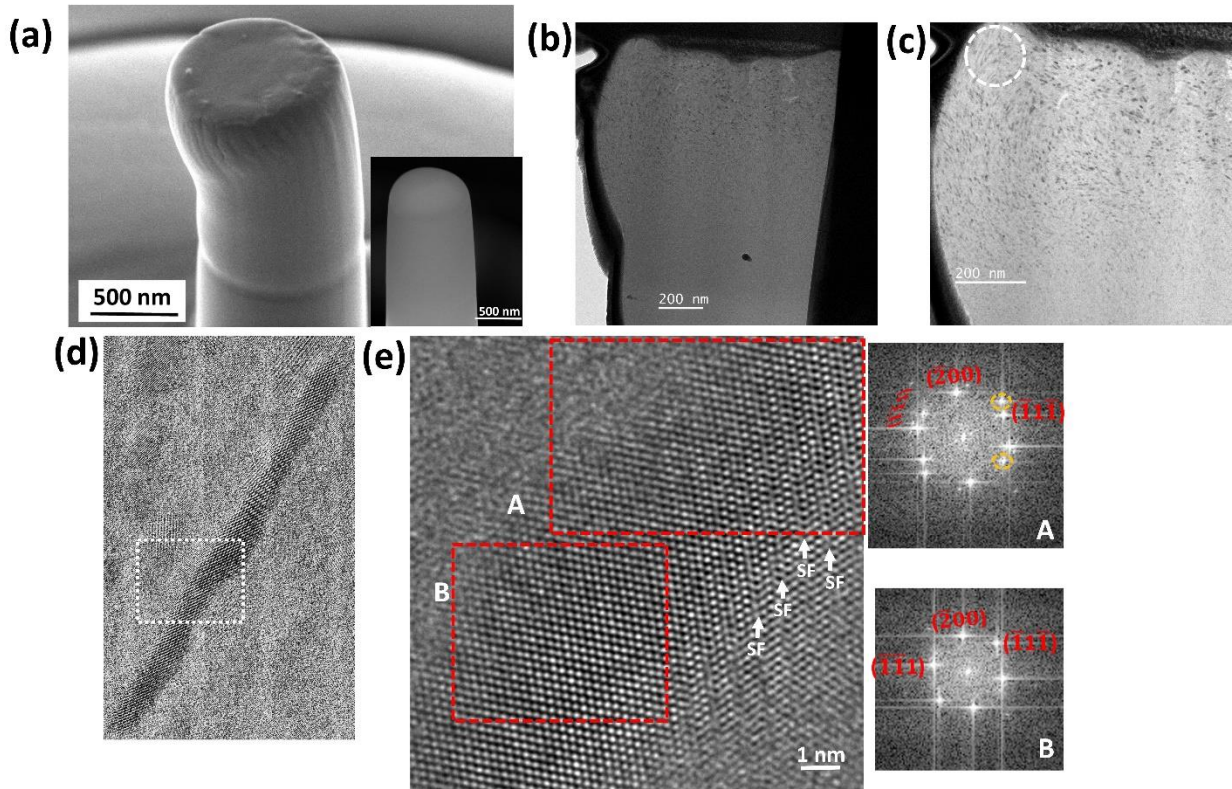 (a)
500 nm
500 nm
(b)
200 nm
(c)
200 nm
(d)
(e)
A
B
SF
SF
SF
SF
1 nm
(2̄00)
(1̄11̄)
A
(2̄00)
(1̄11̄)
(1̄1̄1)
B